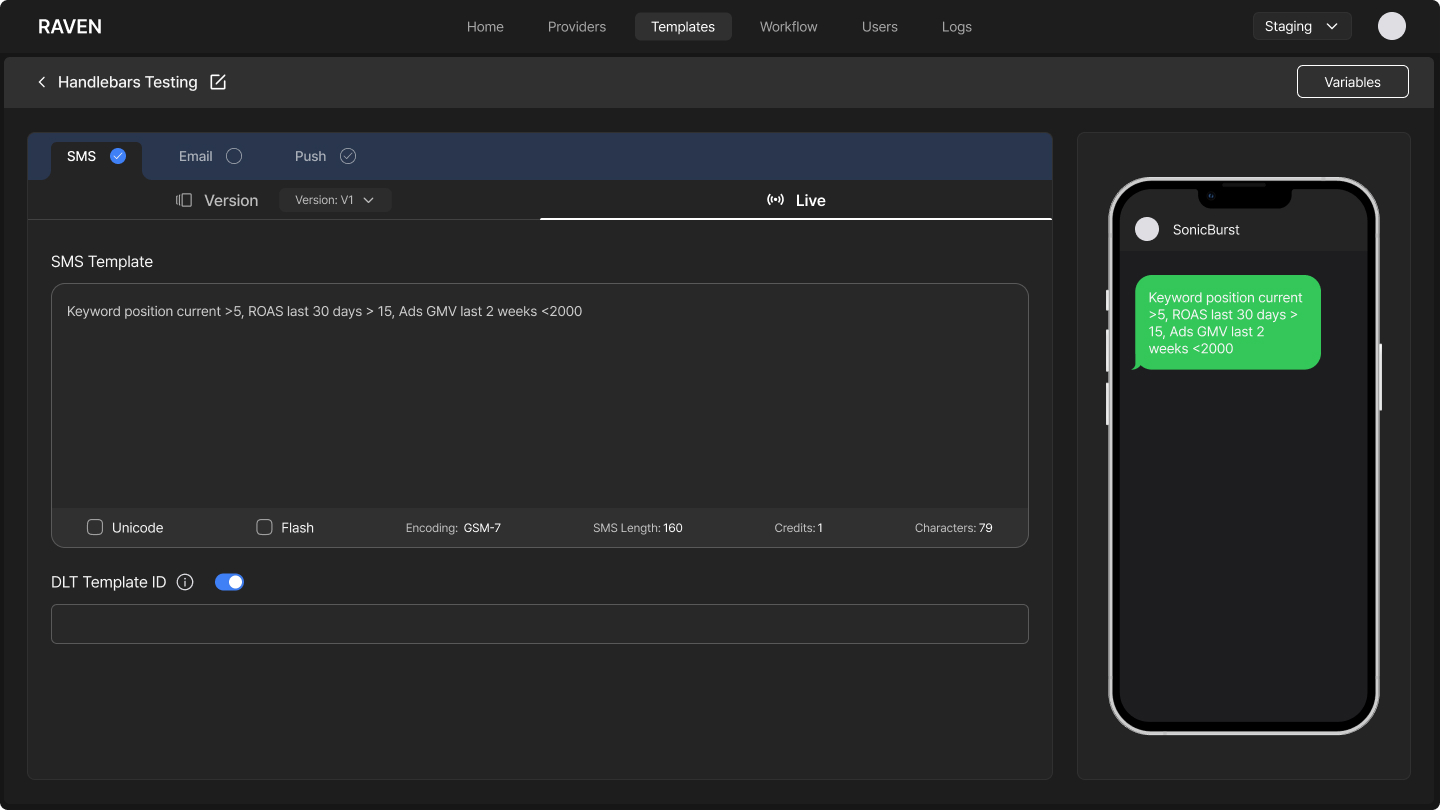 RAVEN
Home
Providers
Templates
Workflow
Users
Logs
Staging
Handlebars Testing
Variables
SMS
Email
Push
Version
Version: V1
Live
SMS Template
Keyword position current >5, ROAS last 30 days > 15, Ads GMV last 2 weeks <2000
Unicode
Flash
Encoding: GSM-7
SMS Length: 160
Credits: 1
Characters: 79
DLT Template ID
SonicBurst
Keyword position current
>5, ROAS last 30 days >
15, Ads GMV last 2
weeks <2000